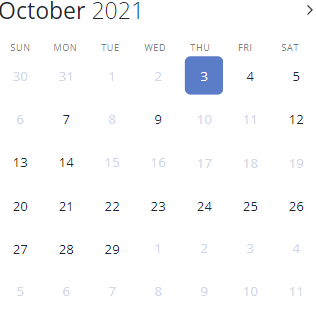 October 2021
SUN MON TUE WED THU FRI SAT
30 31 1 2 3 4 5
6 7 8 9 10 11 12
13 14 15 16 17 18 19
20 21 22 23 24 25 26
27 28 29 1 2 3 4
5 6 7 8 9 10 11